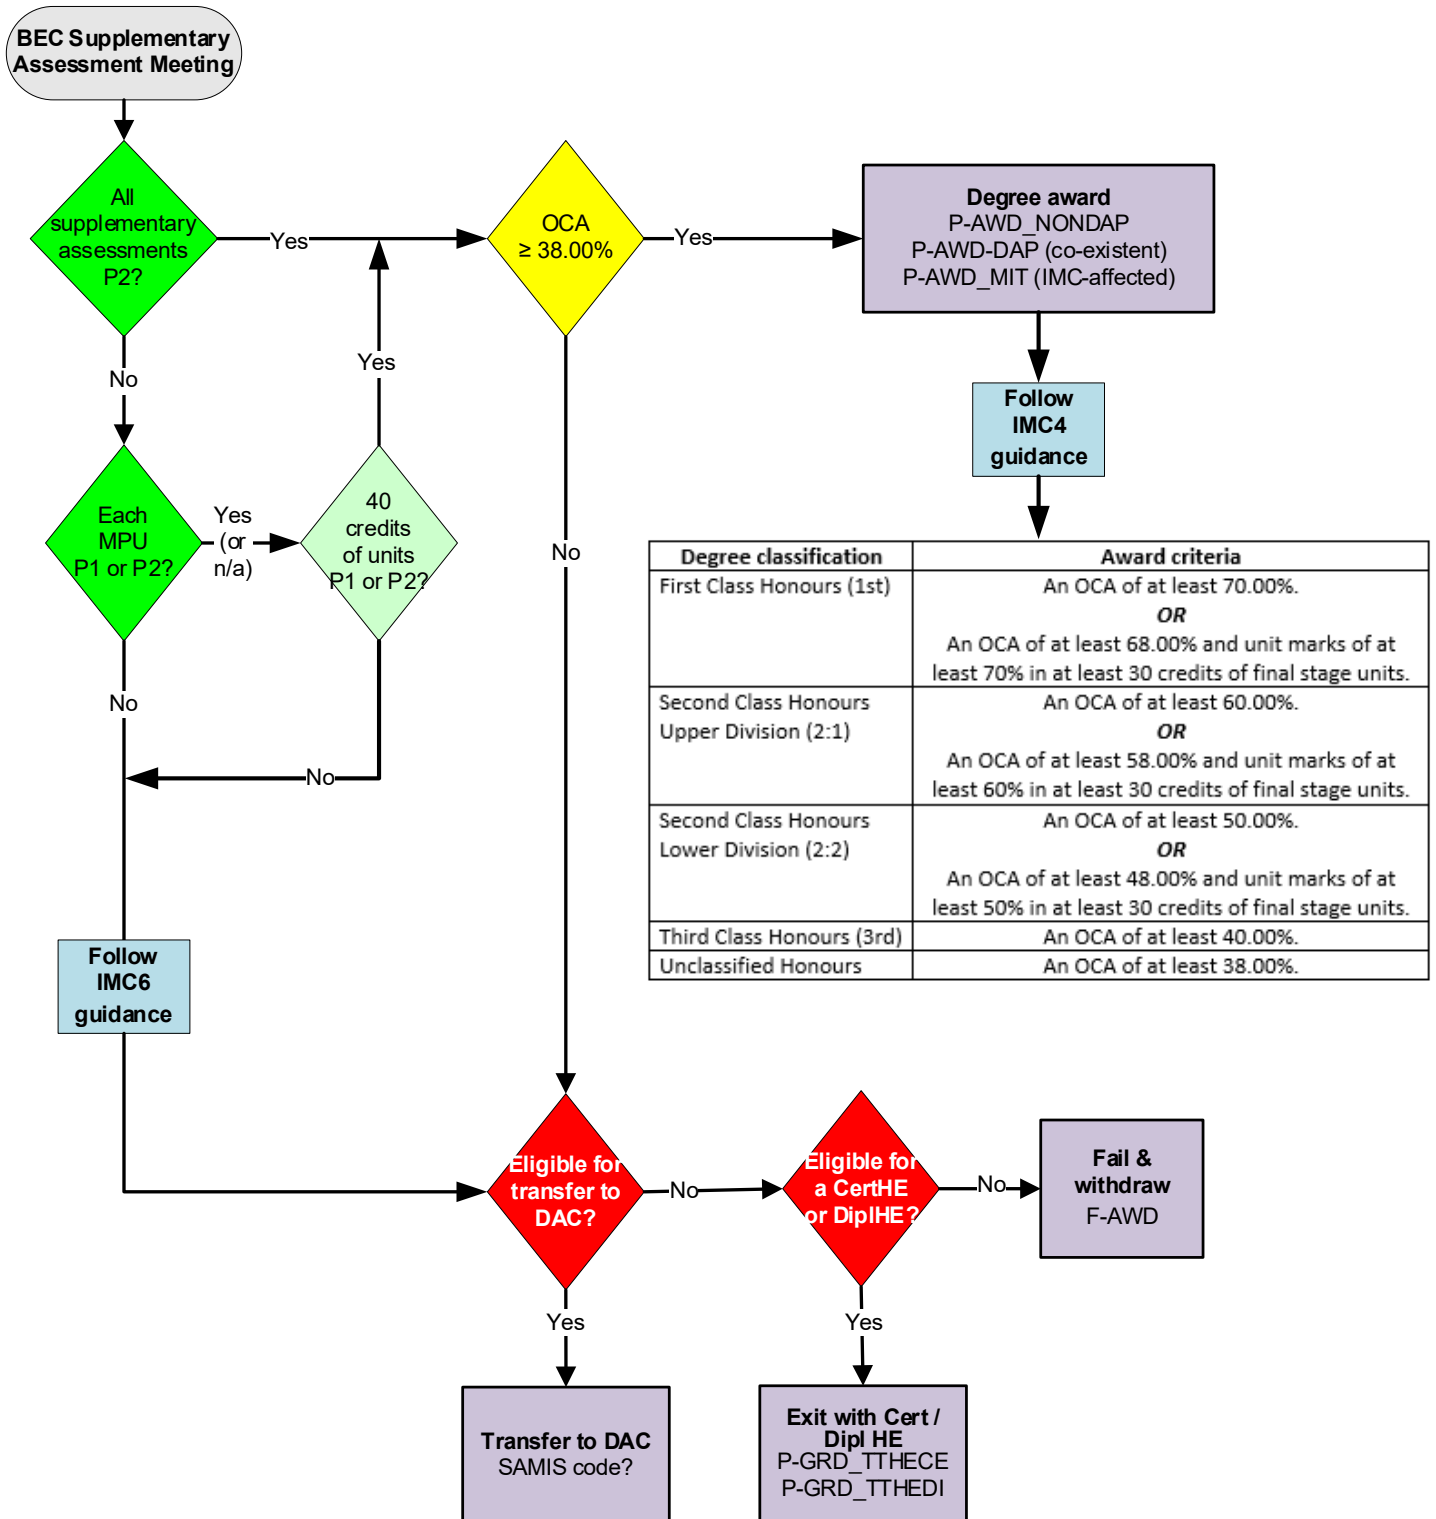 BEC Supplementary
Assessment Meeting
All
supplementary
assessments
P2?
Yes
OCA
≥ 38.00%
Yes
Degree award
P-AWD_NONDAP
P-AWD-DAP (co-existent)
P-AWD_MIT (IMC-affected)
No
Yes
Follow
IMC4
guidance
Each
MPU
P1 or P2?
Yes
(or
n/a)
40
credits
of units
P1 or P2?
No
Degree classification
Award criteria
First Class Honours (1st)
An OCA of at least 70.00%.
OR
An OCA of at least 68.00% and unit marks of at
least 70% in at least 30 credits of final stage units.
Second Class Honours
Upper Division (2:1)
An OCA of at least 60.00%.
OR
An OCA of at least 58.00% and unit marks of at
least 60% in at least 30 credits of final stage units.
Second Class Honours
Lower Division (2:2)
An OCA of at least 50.00%.
OR
An OCA of at least 48.00% and unit marks of at
least 50% in at least 30 credits of final stage units.
Third Class Honours (3rd)
An OCA of at least 40.00%.
Unclassified Honours
An OCA of at least 38.00%.
No
No
Follow
IMC6
guidance
Eligible for
transfer to
DAC?
No
Eligible for
a CertHE
or DiplHE?
No
Fail &
withdraw
F-AWD
Yes
Yes
Transfer to DAC
SAMIS code?
Exit with Cert /
Dipl HE
P-GRD_TTHECE
P-GRD_TTHEDI